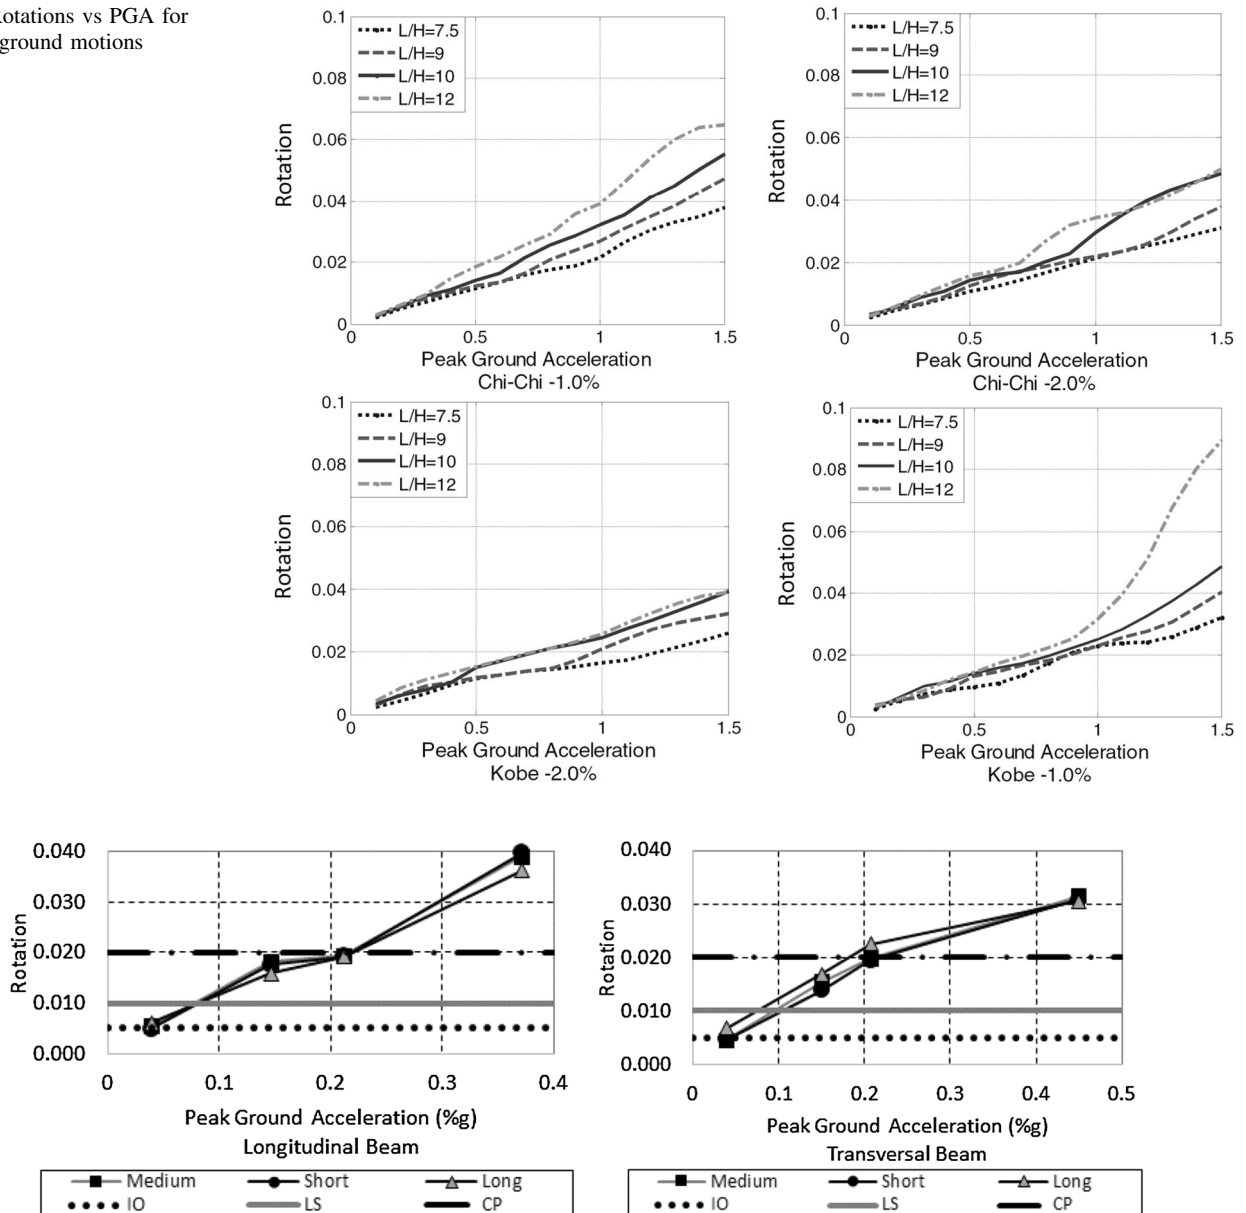 Rotations vs PGA for
ground motions
0.1
0.08
0.06
0.04
0.02
0
Rotation
L/H=7.5
L/H=9
L/H=10
L/H=12
0
0.5
1
1.5
Peak Ground Acceleration
Chi-Chi -1.0%
0.1
0.08
0.06
0.04
0.02
0
Rotation
L/H=7.5
L/H=9
L/H=10
L/H=12
0
0.5
1
1.5
Peak Ground Acceleration
Chi-Chi -2.0%
0.1
0.08
0.06
0.04
0.02
0
Rotation
L/H=7.5
L/H=9
L/H=10
L/H=12
0
0.5
1
1.5
Peak Ground Acceleration
Kobe -2.0%
0.1
0.08
0.06
0.04
0.02
0
Rotation
L/H=7.5
L/H=9
L/H=10
L/H=12
0
0.5
1
1.5
Peak Ground Acceleration
Kobe -1.0%
0.040
0.030
0.020
0.010
0.000
Rotation
0
0.1
0.2
0.3
0.4
Peak Ground Acceleration (%g)
Longitudinal Beam
Medium
Short
Long
IO
LS
CP
0.040
0.030
0.020
0.010
0.000
Rotation
0
0.1
0.2
0.3
0.4
0.5
Peak Ground Acceleration (%g)
Transversal Beam
Medium
Short
Long
IO
LS
CP